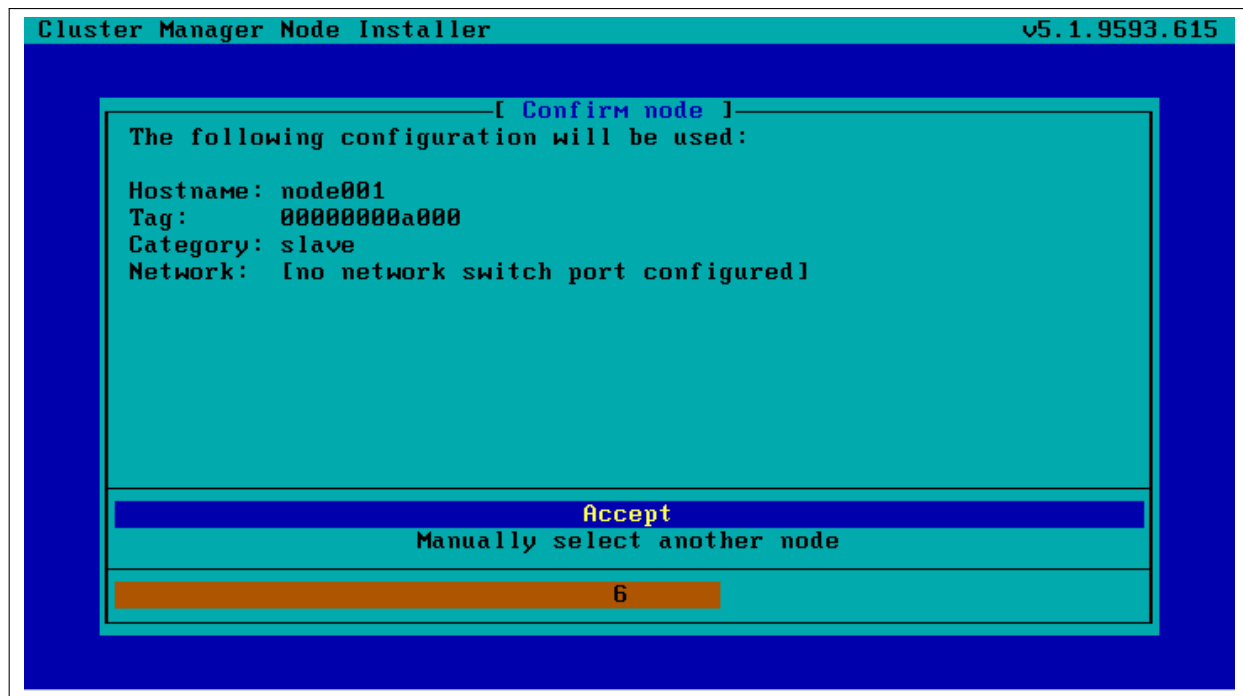 Cluster Manager Node Installer v5.1.9593.615
[ Confirm node ]
The following configuration will be used:
Hostname: node001
Tag: 00000000a000
Category: slave
Network: [no network switch port configured]
Accept
Manually select another node
6